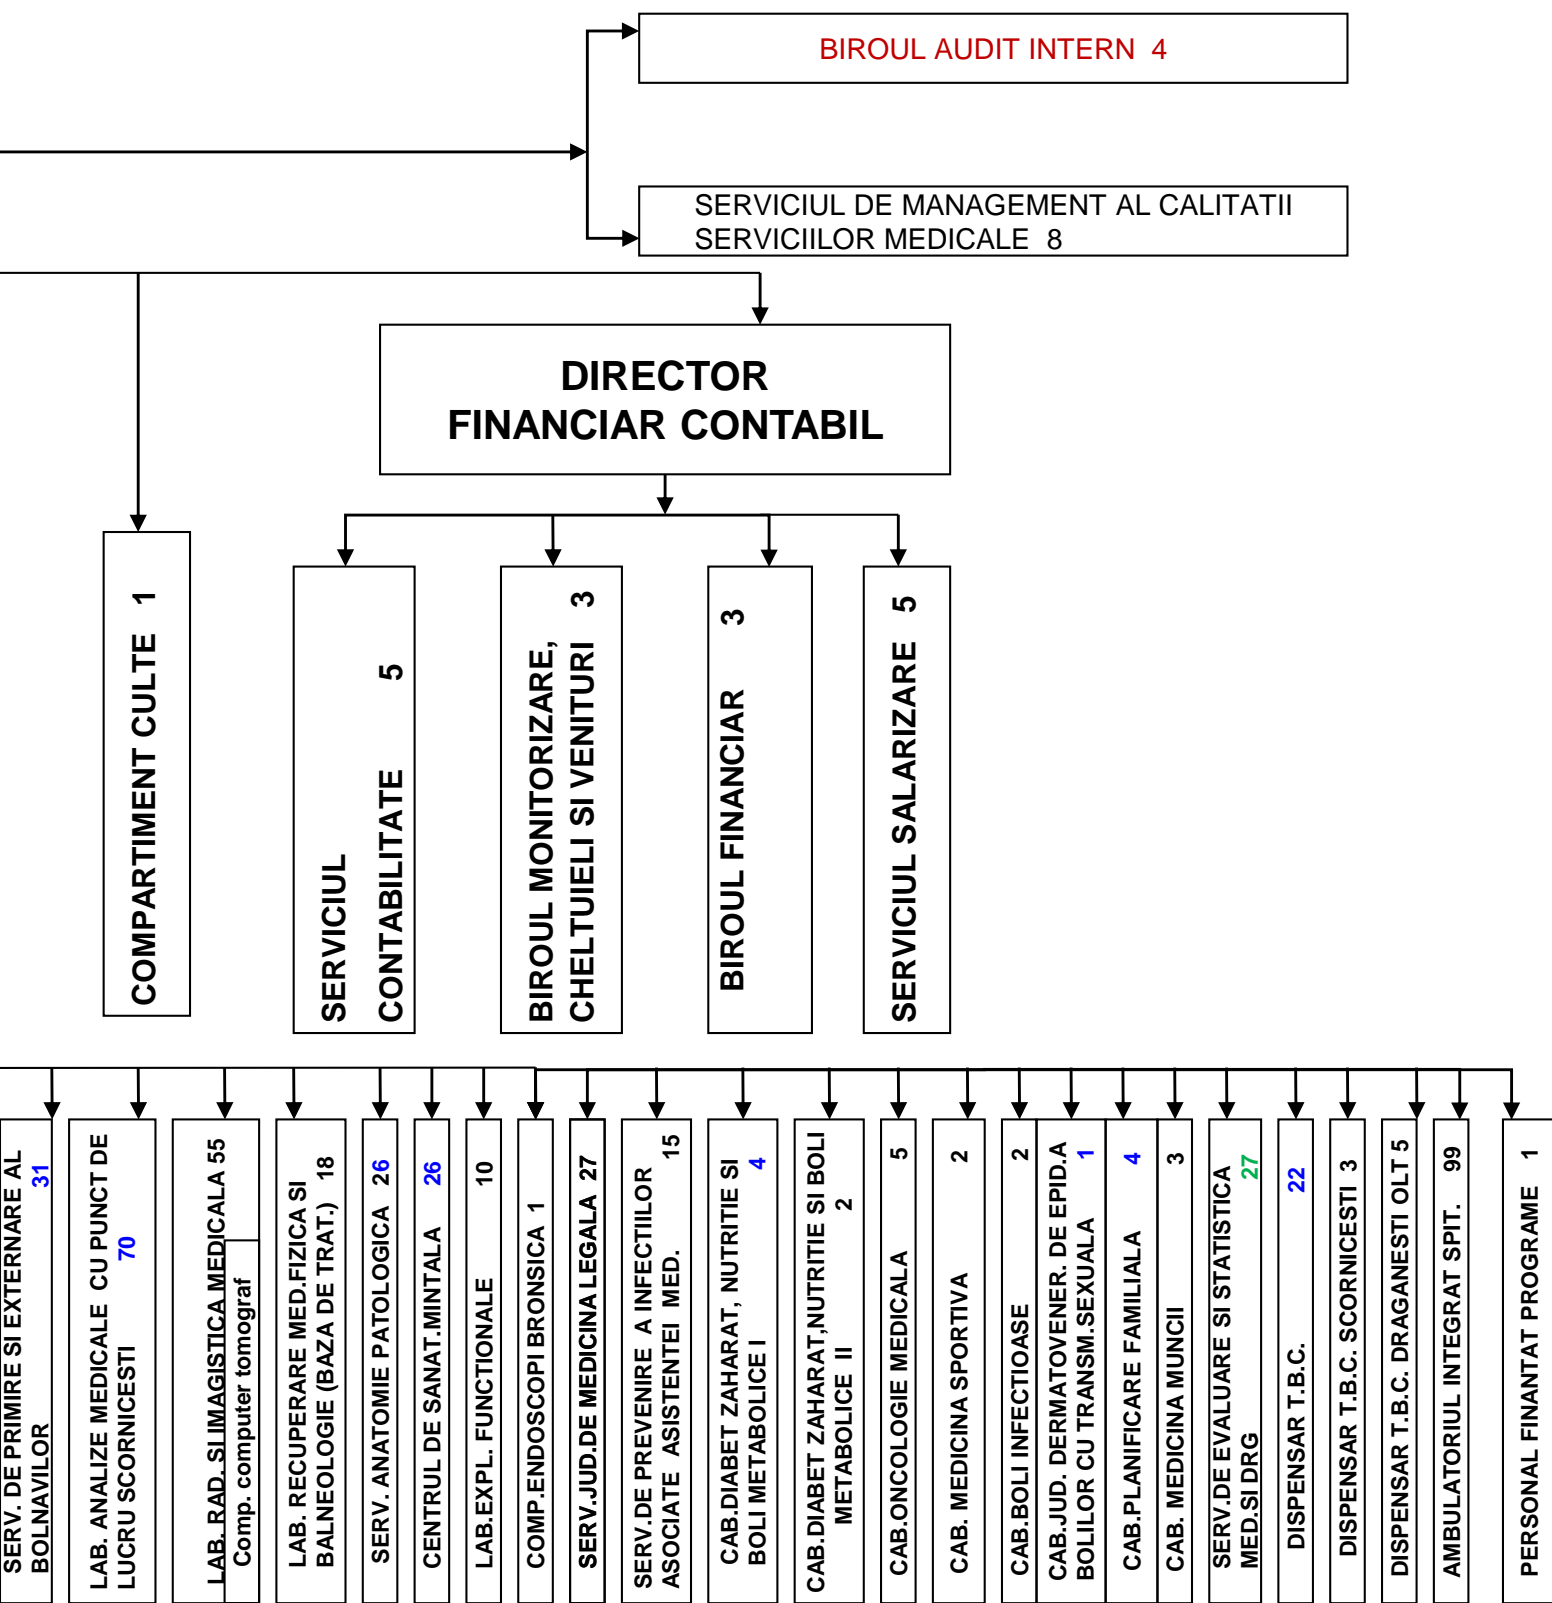 BIROUL AUDIT INTERN 4
SERVICIUL DE MANAGEMENT AL CALITATII
SERVICIILOR MEDICALE 8
DIRECTOR
FINANCIAR CONTABIL
COMPARTIMENT CULTE 1
SERVICIUL
CONTABILITATE 5
BIROUL MONITORIZARE,
CHELTUIELI SI VENITURI 3
BIROUL FINANCIAR 3
SERVICIUL SALARIZARE 5
SERV. DE PRIMIRE SI EXTERNARE AL
BOLNAVILOR 31
LAB. ANALIZE MEDICALE CU PUNCT DE
LUCRU SCORNICESTI 70
LAB. RAD. SI IMAGISTICA MEDICALA 55
Comp. computer tomograf
LAB. RECUPERARE MED.FIZICA SI
BALNEOLOGIE (BAZA DE TRAT.) 18
SERV. ANATOMIE PATOLOGICA 26
CENTRUL DE SANAT.MINTALA 26
LAB.EXPL. FUNCTIONALE 10
COMP.ENDOSCOPI BRONSICA 1
SERV.JUD.DE MEDICINA LEGALA 27
SERV.DE PREVENIRE A INFECTIILOR
ASOCIATE ASISTENTEI MED. 15
CAB.DIABET ZAHARAT, NUTRITIE SI
BOLI METABOLICE I 4
CAB.DIABET ZAHARAT,NUTRITIE SI BOLI
METABOLICE II 2
CAB.ONCOLOGIE MEDICALA 5
CAB. MEDICINA SPORTIVA 2
CAB.BOLI INFECTIOASE 2
CAB.JUD. DERMATOVENER. DE EPID.A
BOLILOR CU TRANSM.SEXUALA 1
CAB.PLANIFICARE FAMILIALA 4
CAB. MEDICINA MUNCII 3
SERV.DE EVALUARE SI STATISTICA
MED.SI DRG 27
DISPENSAR T.B.C. 22
DISPENSAR T.B.C. SCORNICESTI 3
DISPENSAR T.B.C. DRAGANESTI OLT 5
AMBULATORIUL INTEGRAT SPIT. 99
PERSONAL FINANTAT PROGRAME 1